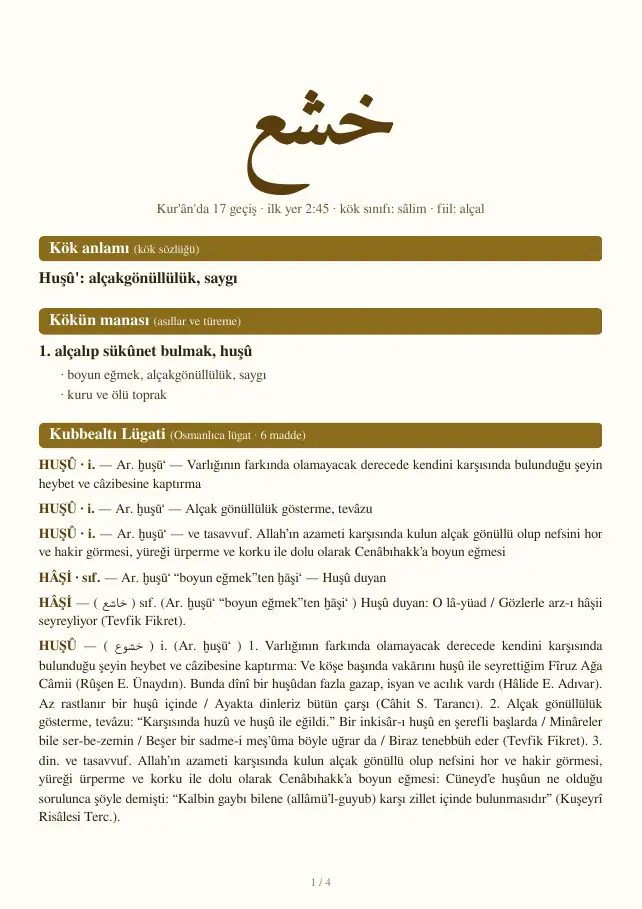 خشع
Kur'ân'da 17 geçiş · ilk yer 2:45 · kök sınıfı: sâlim · fiil: alçal
Kök anlamı (kök sözlüğü)
Huşû': alçakgönüllülük, saygı
Kökün manası (asıllar ve türeme)
1. alçalıp sükûnet bulmak, huşû
· boyun eğmek, alçakgönüllülük, saygı
· kuru ve ölü toprak
Kubbealtı Lügati (Osmanlıca lügat · 6 madde)
HUŞÛ · i. — Ar. ḫuşū‘ — Varlığının farkında olamayacak derecede kendini karşısında bulunduğu şeyin
heybet ve câzibesine kaptırma
HUŞÛ · i. — Ar. ḫuşū‘ — Alçak gönüllülük gösterme, tevâzu
HUŞÛ · i. — Ar. ḫuşū‘ — ve tasavvuf. Allah’ın azameti karşısında kulun alçak gönüllü olup nefsini hor
ve hakir görmesi, yüreği ürperme ve korku ile dolu olarak Cenâbıhakk’a boyun eğmesi
HÂŞİ · sıf. — Ar. ḫuşū‘ “boyun eğmek”ten ḫāşi‘ — Huşû duyan
HÂŞİ — ( خاشع ) sıf. (Ar. ḫuşū‘ “boyun eğmek”ten ḫāşi‘ ) Huşû duyan: O lâ-yüad / Gözlerle arz-ı hâşii
seyreyliyor (Tevfik Fikret).
HUŞÛ — ( خشوع ) i. (Ar. ḫuşū‘ ) 1. Varlığının farkında olamayacak derecede kendini karşısında
bulunduğu şeyin heybet ve câzibesine kaptırma: Ve köşe başında vakārını huşû ile seyrettiğim Fîruz Ağa
Câmii (Rûşen E. Ünaydın). Bunda dînî bir huşûdan fazla gazap, isyan ve acılık vardı (Hâlide E. Adıvar).
Az rastlanır bir huşû içinde / Ayakta dinleriz bütün çarşı (Câhit S. Tarancı). 2. Alçak gönüllülük
gösterme, tevâzu: “Karşısında huzû ve huşû ile eğildi.” Bir inkisâr-ı huşû en şerefli başlarda / Minâreler
bile ser-be-zemin / Beşer bir sadme-i meş’ûma böyle uğrar da / Biraz tenebbüh eder (Tevfik Fikret). 3.
din. ve tasavvuf. Allah’ın azameti karşısında kulun alçak gönüllü olup nefsini hor ve hakir görmesi,
yüreği ürperme ve korku ile dolu olarak Cenâbıhakk’a boyun eğmesi: Cüneyd’e huşûun ne olduğu
sorulunca şöyle demişti: “Kalbin gaybı bilene (allâmü’l-guyub) karşı zillet içinde bulunmasıdır” (Kuşeyrî
Risâlesi Terc.).
1 / 4